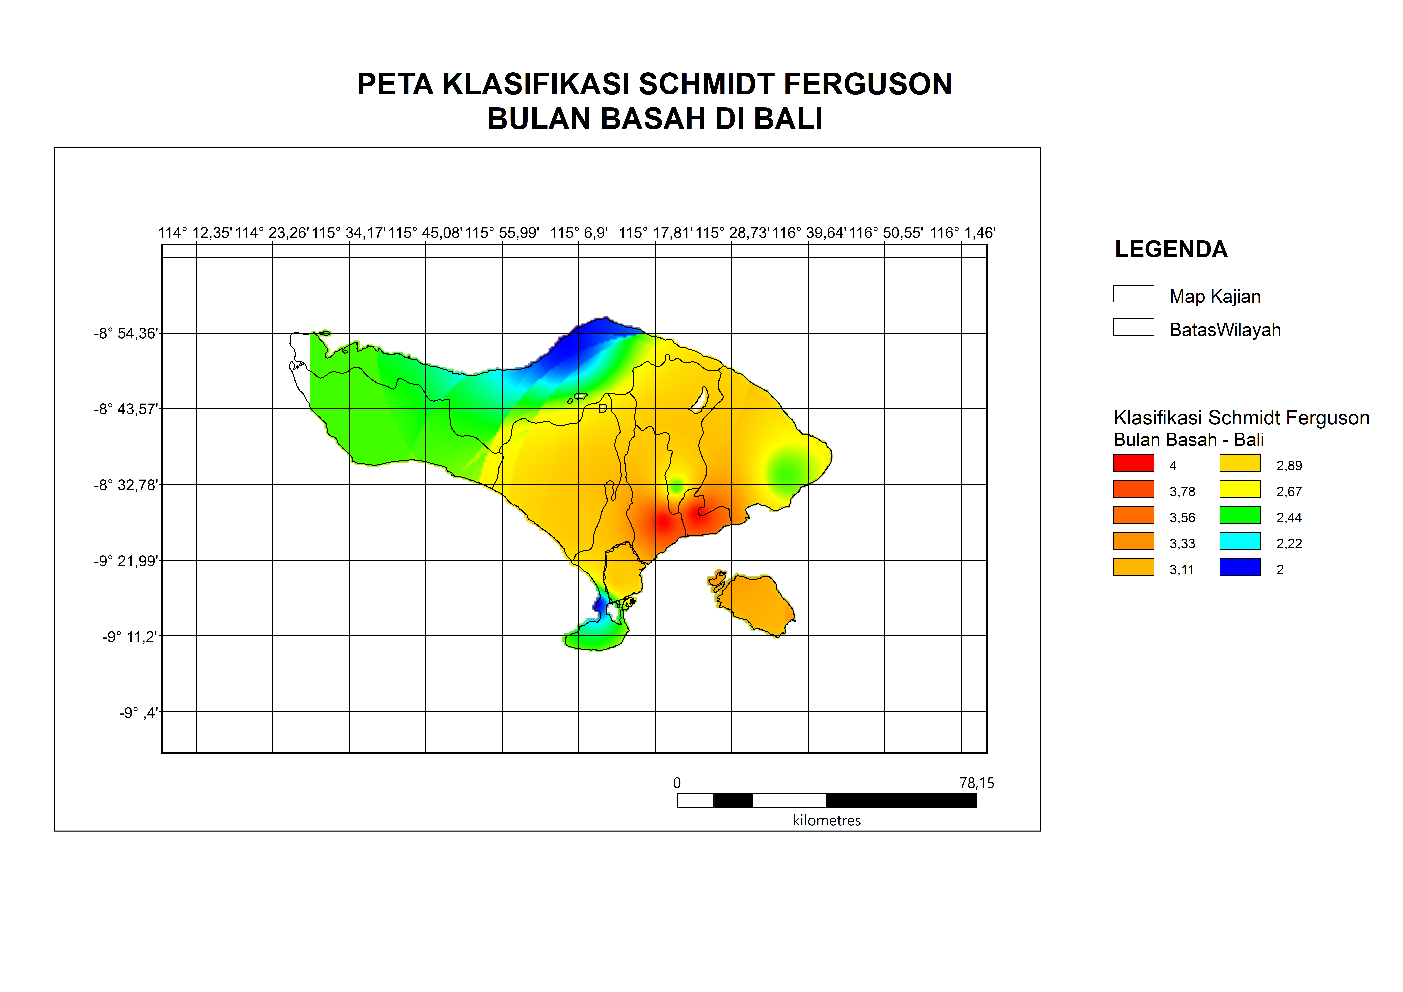 PETA KLASIFIKASI SCHMIDT FERGUSON
BULAN BASAH DI BALI
114° 12,35' 114° 23,26' 115° 34,17' 115° 45,08' 115° 55,99' 115° 6,9' 115° 17,81' 115° 28,73' 116° 39,64' 116° 50,55' 116° 1,46'
-8° 54,36'
-8° 43,57'
-8° 32,78'
-9° 21,99'
-9° 11,2'
-9° ,4'
0 78,15
kilometres
LEGENDA
Map Kajian
BatasWilayah
Klasifikasi Schmidt Ferguson
Bulan Basah - Bali
4 2,89
3,78 2,67
3,56 2,44
3,33 2,22
3,11 2